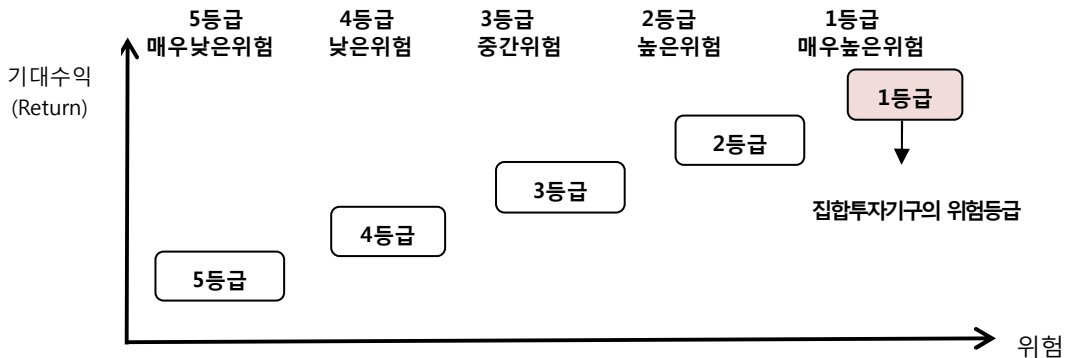 5등급 4등급 3등급 2등급 1등급
매우낮은위험 낮은위험 중간위험 높은위험 매우높은위험
기대수익
(Return)
1등급
2등급
3등급
집합투자기구의 위험등급
4등급
5등급
위험